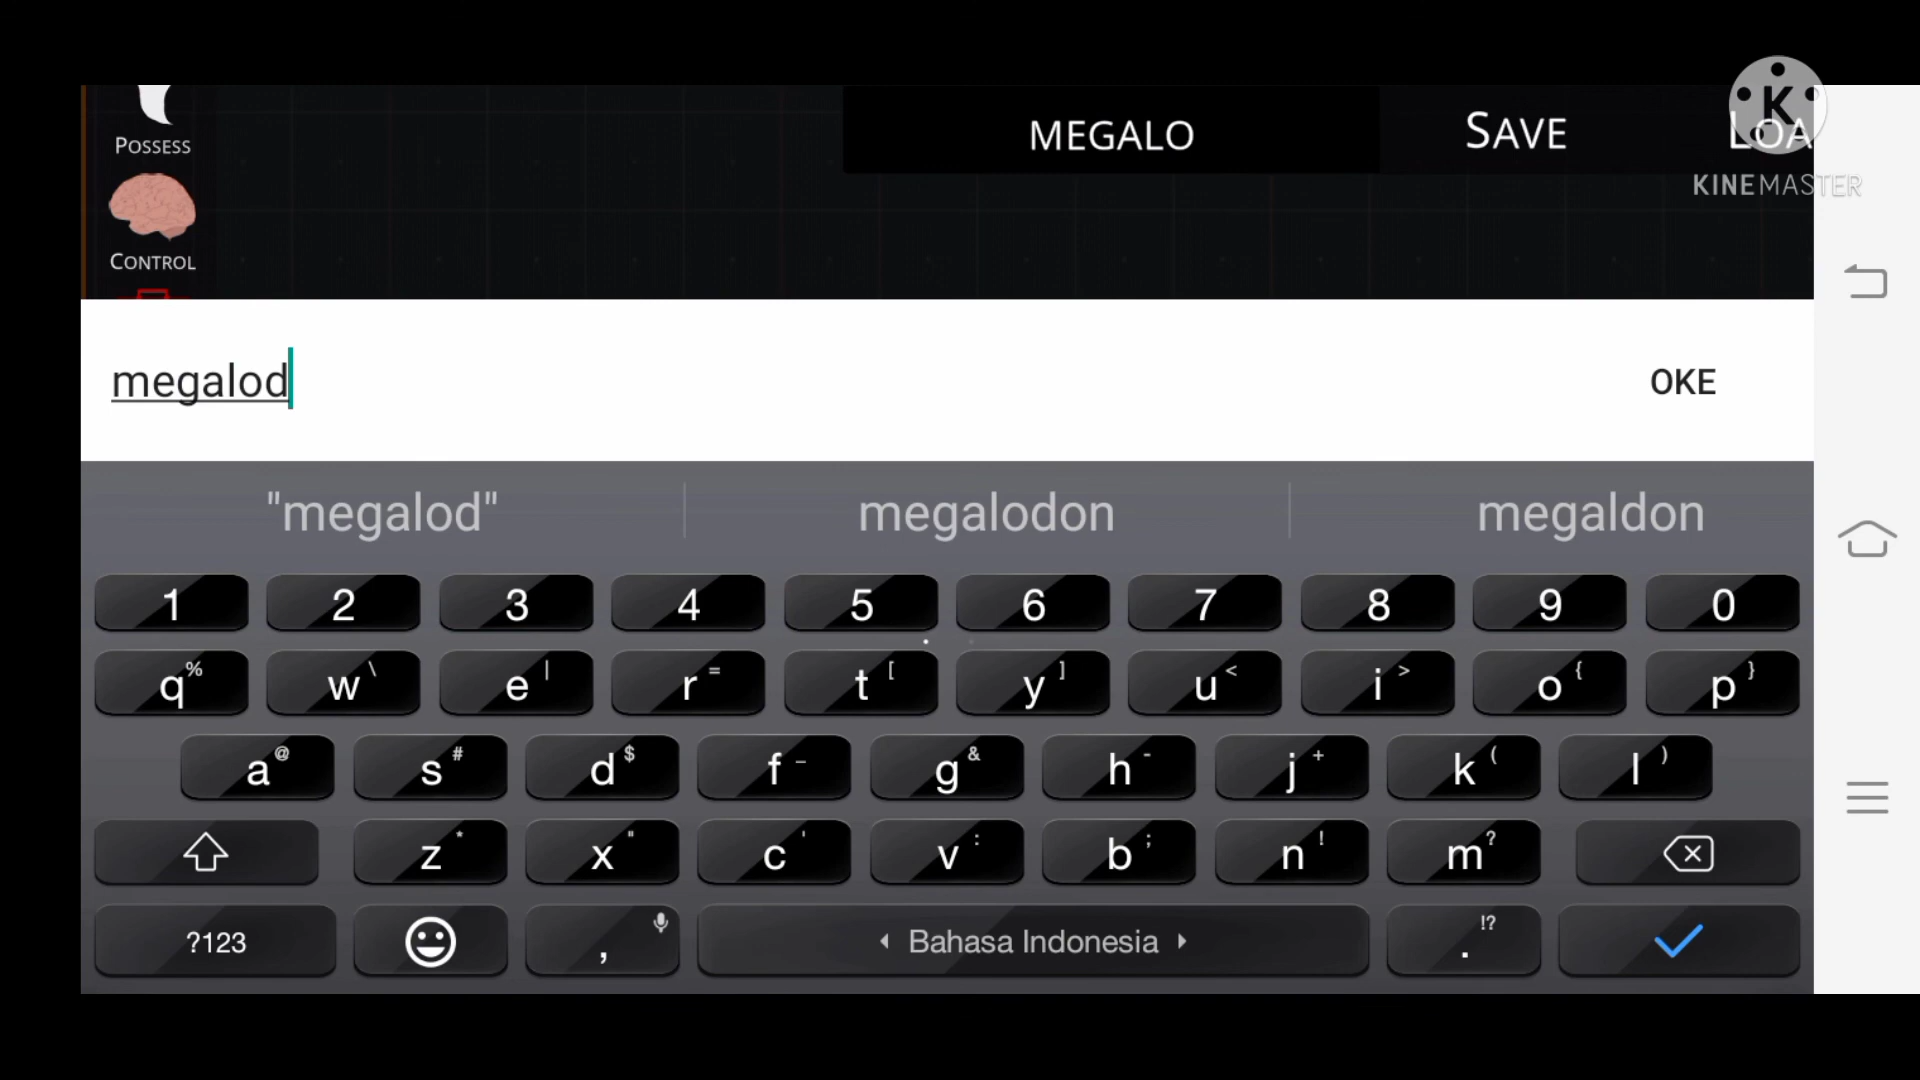 POSSESS
MEGALO
SAVE
LOA
KINEMASTER
CONTROL
megalod
OKE
"megalod" megalodon megaldon
1 2 3 4 5 6 7 8 9 0
q% w\ e| r= t[ y] u< i> o{ p}
a@ s# d$ f_ g& h- j+ k( l)
z* x" c' v: b; n! m?
?123 , Bahasa Indonesia . !?